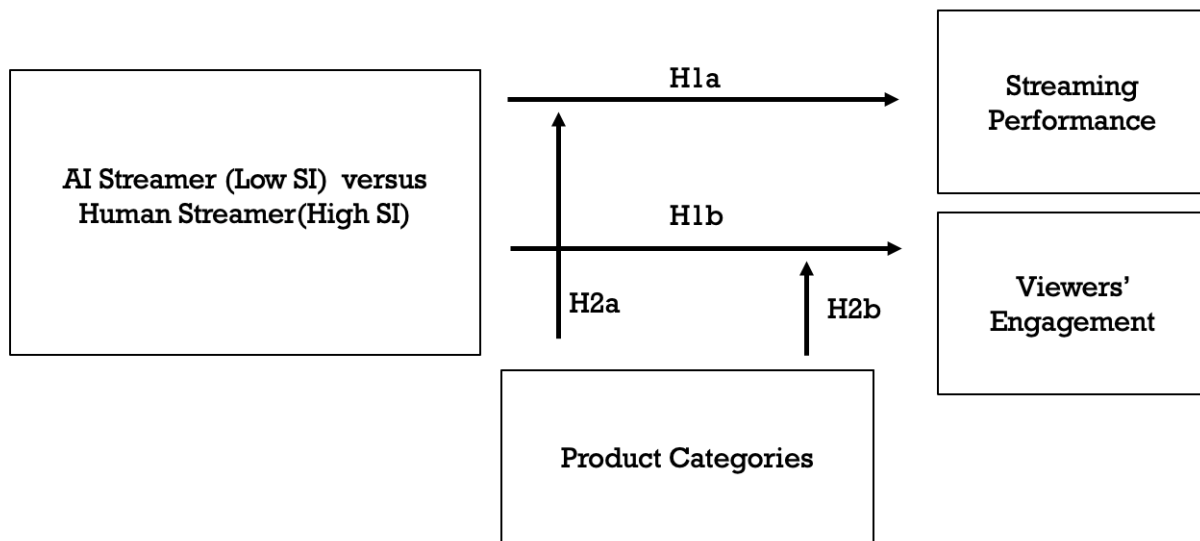 H1a
Streaming
Performance
AI Streamer (Low SI) versus
Human Streamer(High SI)
H1b
H2a
H2b
Viewers'
Engagement
Product Categories